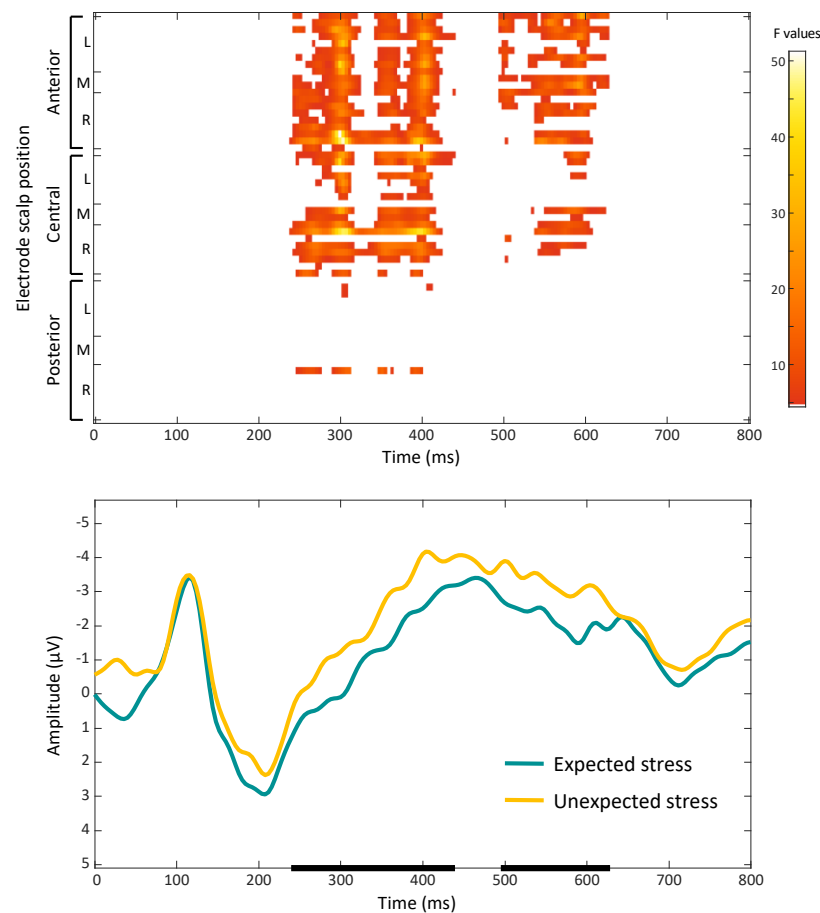 F values
50
40
30
20
10
Electrode scalp position
Anterior
L
M
R
Central
L
M
R
Posterior
L
M
R
0 100 200 300 400 500 600 700 800
Time (ms)
Amplitude (µV)
-5
-4
-3
-2
-1
0
1
2
3
4
5
Expected stress
Unexpected stress
0 100 200 300 400 500 600 700 800
Time (ms)